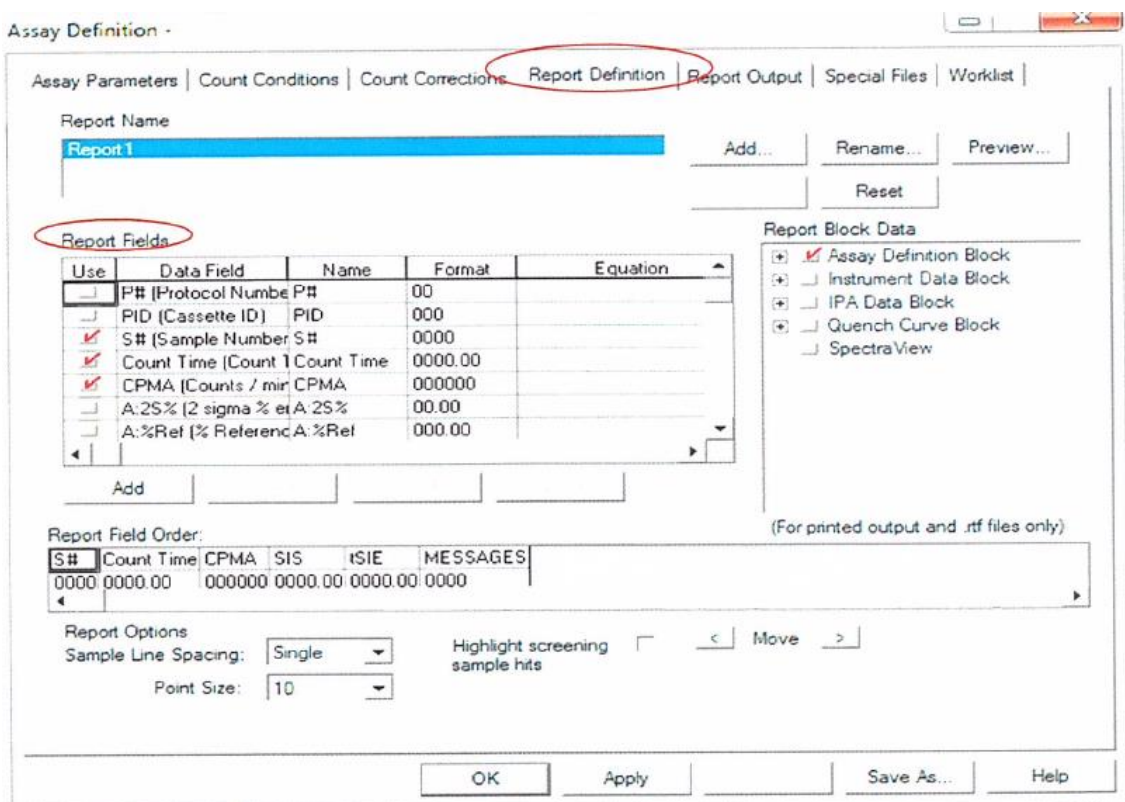 Assay Definition -
Assay Parameters | Count Conditions | Count Corrections Report Definition | Report Output | Special Files | Worklist |
Report Name
Report1
Add... Rename... Preview...
Reset
Report Fields
Report Block Data
Use Data Field Name Format Equation
P# (Protocol Numbe P# 00
PID (Cassette ID) PID 000
S# (Sample Number S# 0000
Count Time (Count T Count Time 0000.00
CPMA (Counts / mir CPMA 000000
A:2S% (2 sigma % er A:2S% 00.00
A:%Ref (% Referenc A:%Ref 000.00
Assay Definition Block
Instrument Data Block
IPA Data Block
Quench Curve Block
SpectraView
Add
(For printed output and .rtf files only)
Report Field Order:
S# Count Time CPMA SIS tSIE MESSAGES
0000 0000.00 000000 0000.00 0000.00 0000
Report Options
Sample Line Spacing: Single
Point Size: 10
Highlight screening
sample hits
< Move >
OK Apply Save As... Help